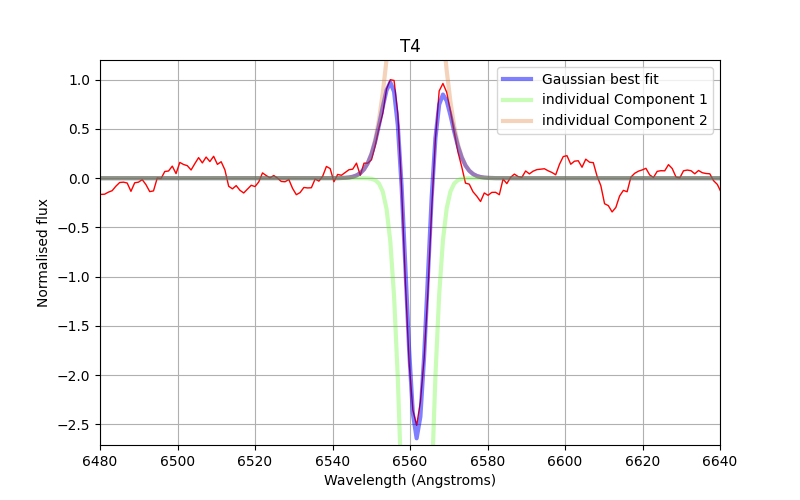 T4
Gaussian best fit
individual Component 1
individual Component 2
1.0
0.5
0.0
−0.5
−1.0
−1.5
−2.0
−2.5
Normalised flux
6480 6500 6520 6540 6560 6580 6600 6620 6640
Wavelength (Angstroms)